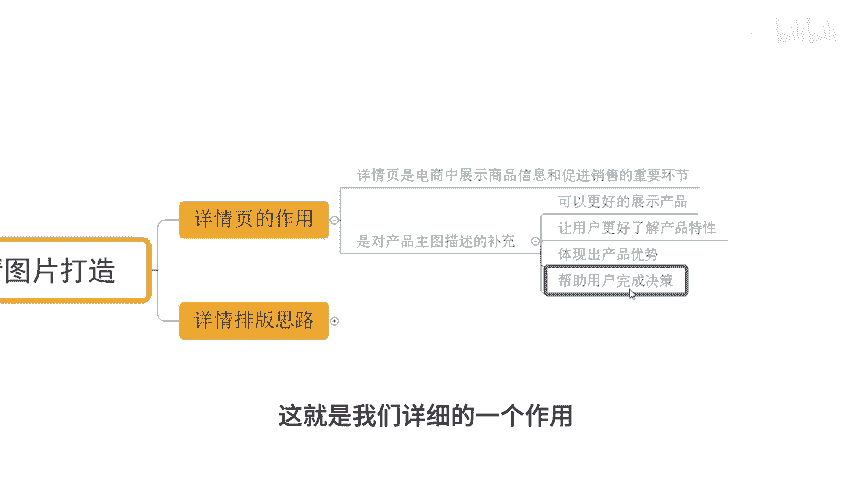 详情页是电商中展示商品信息和促进销售的重要环节
可以更好的展示产品
详情页的作用
让用户更好了解产品特性
是对产品主图描述的补充
体现出产品优势
图片打造
帮助用户完成决策
详情排版思路
这就是我们详细的一个作用